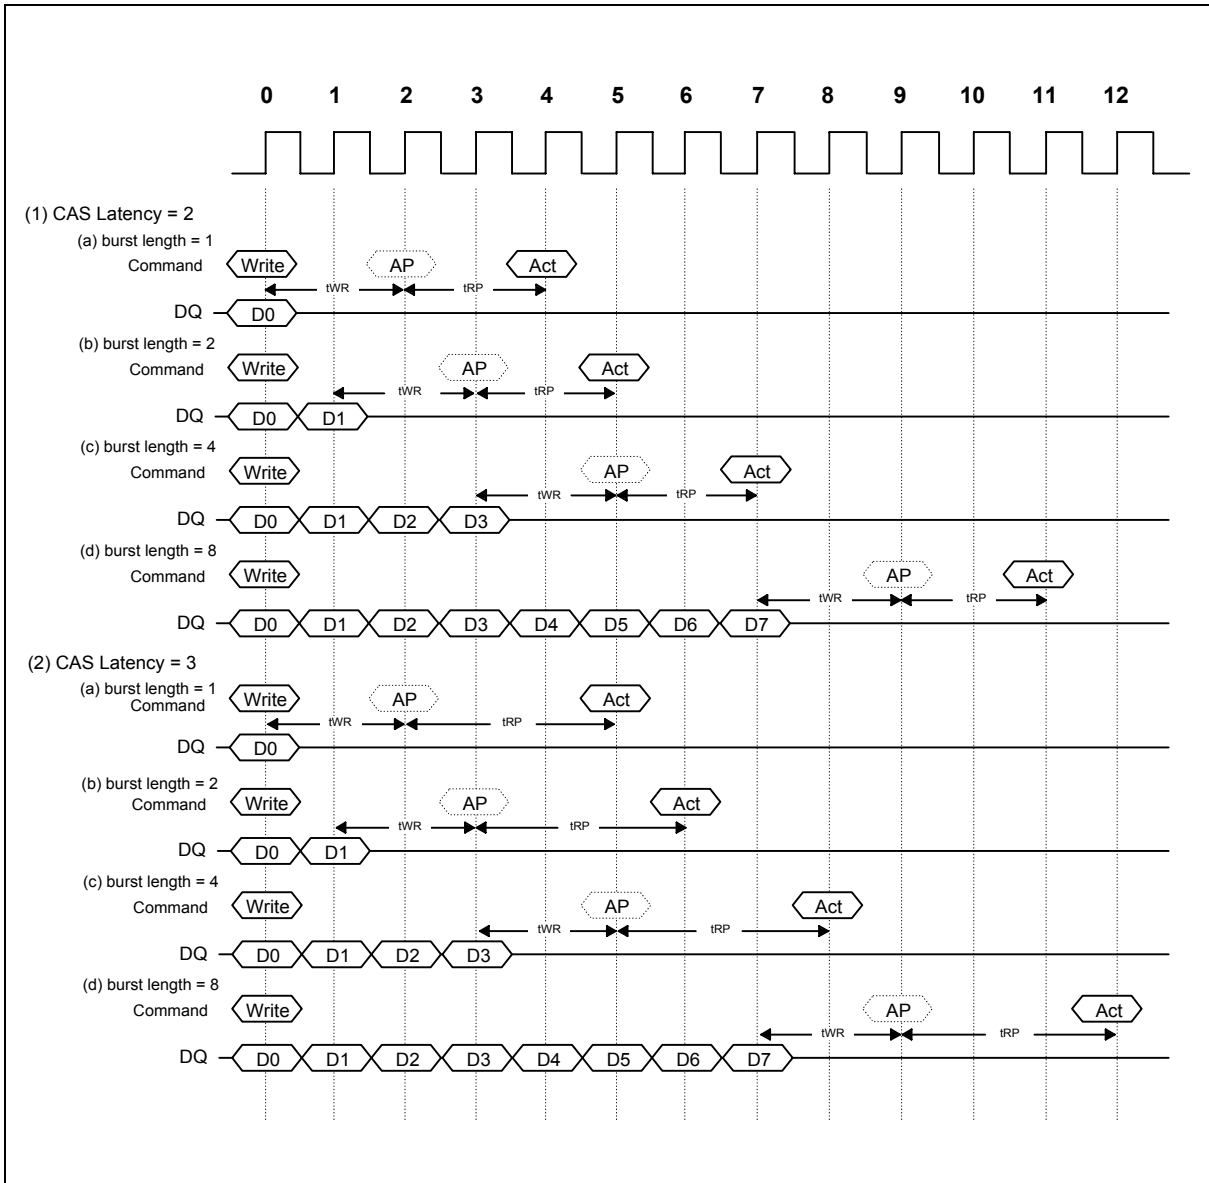 0 1 2 3 4 5 6 7 8 9 10 11 12
(1) CAS Latency = 2
(a) burst length = 1
Command Write AP Act
tWR tRP
DQ D0
(b) burst length = 2
Command Write AP Act
tWR tRP
DQ D0 D1
(c) burst length = 4
Command Write AP Act
tWR tRP
DQ D0 D1 D2 D3
(d) burst length = 8
Command Write AP Act
tWR tRP
DQ D0 D1 D2 D3 D4 D5 D6 D7
(2) CAS Latency = 3
(a) burst length = 1
Command Write AP Act
tWR tRP
DQ D0
(b) burst length = 2
Command Write AP Act
tWR tRP
DQ D0 D1
(c) burst length = 4
Command Write AP Act
tWR tRP
DQ D0 D1 D2 D3
(d) burst length = 8
Command Write AP Act
tWR tRP
DQ D0 D1 D2 D3 D4 D5 D6 D7